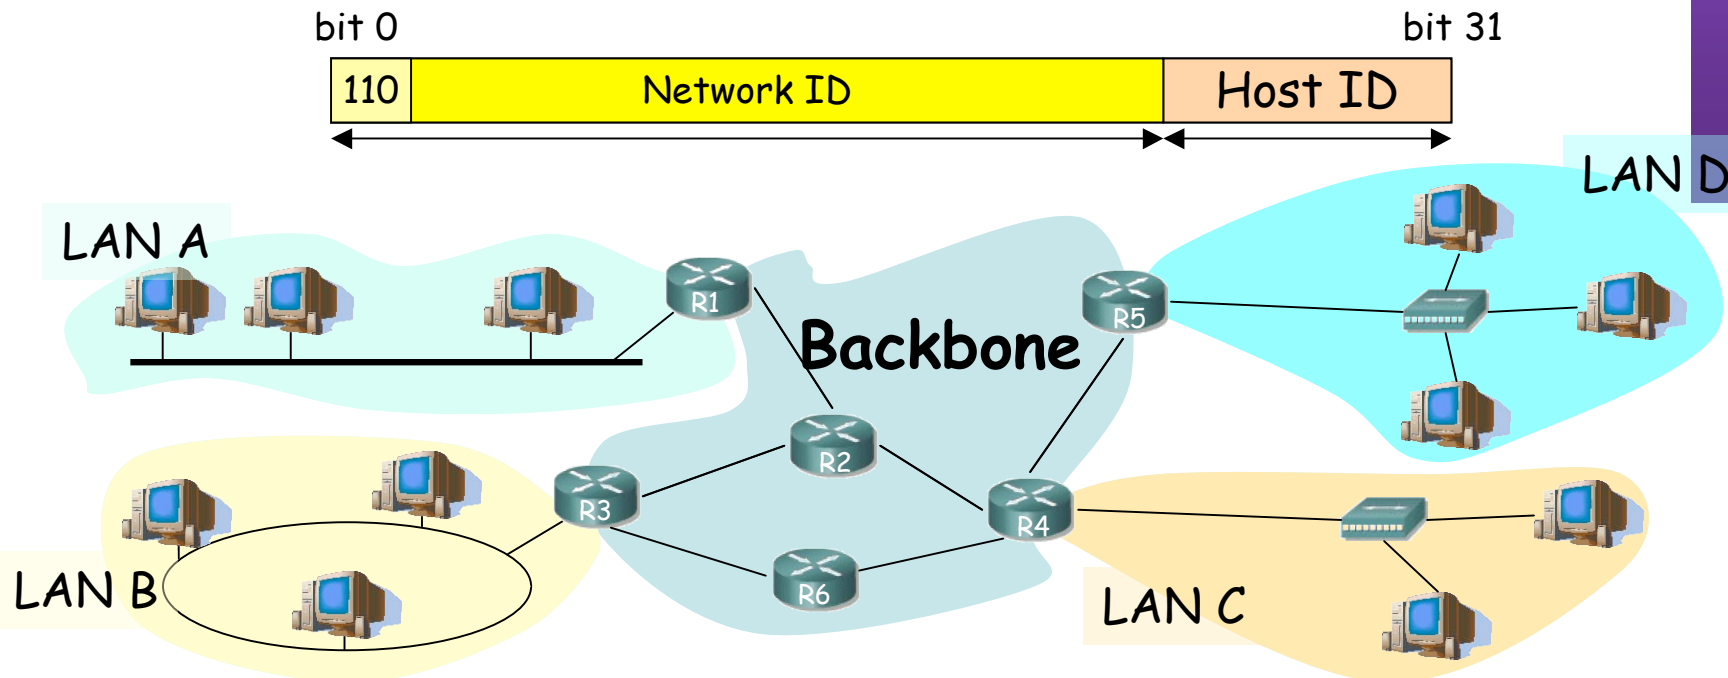 bit 0
bit 31
110
Network ID
Host ID
LAN D
LAN A
R1
R5
Backbone
R2
R3
R4
R6
LAN B
LAN C